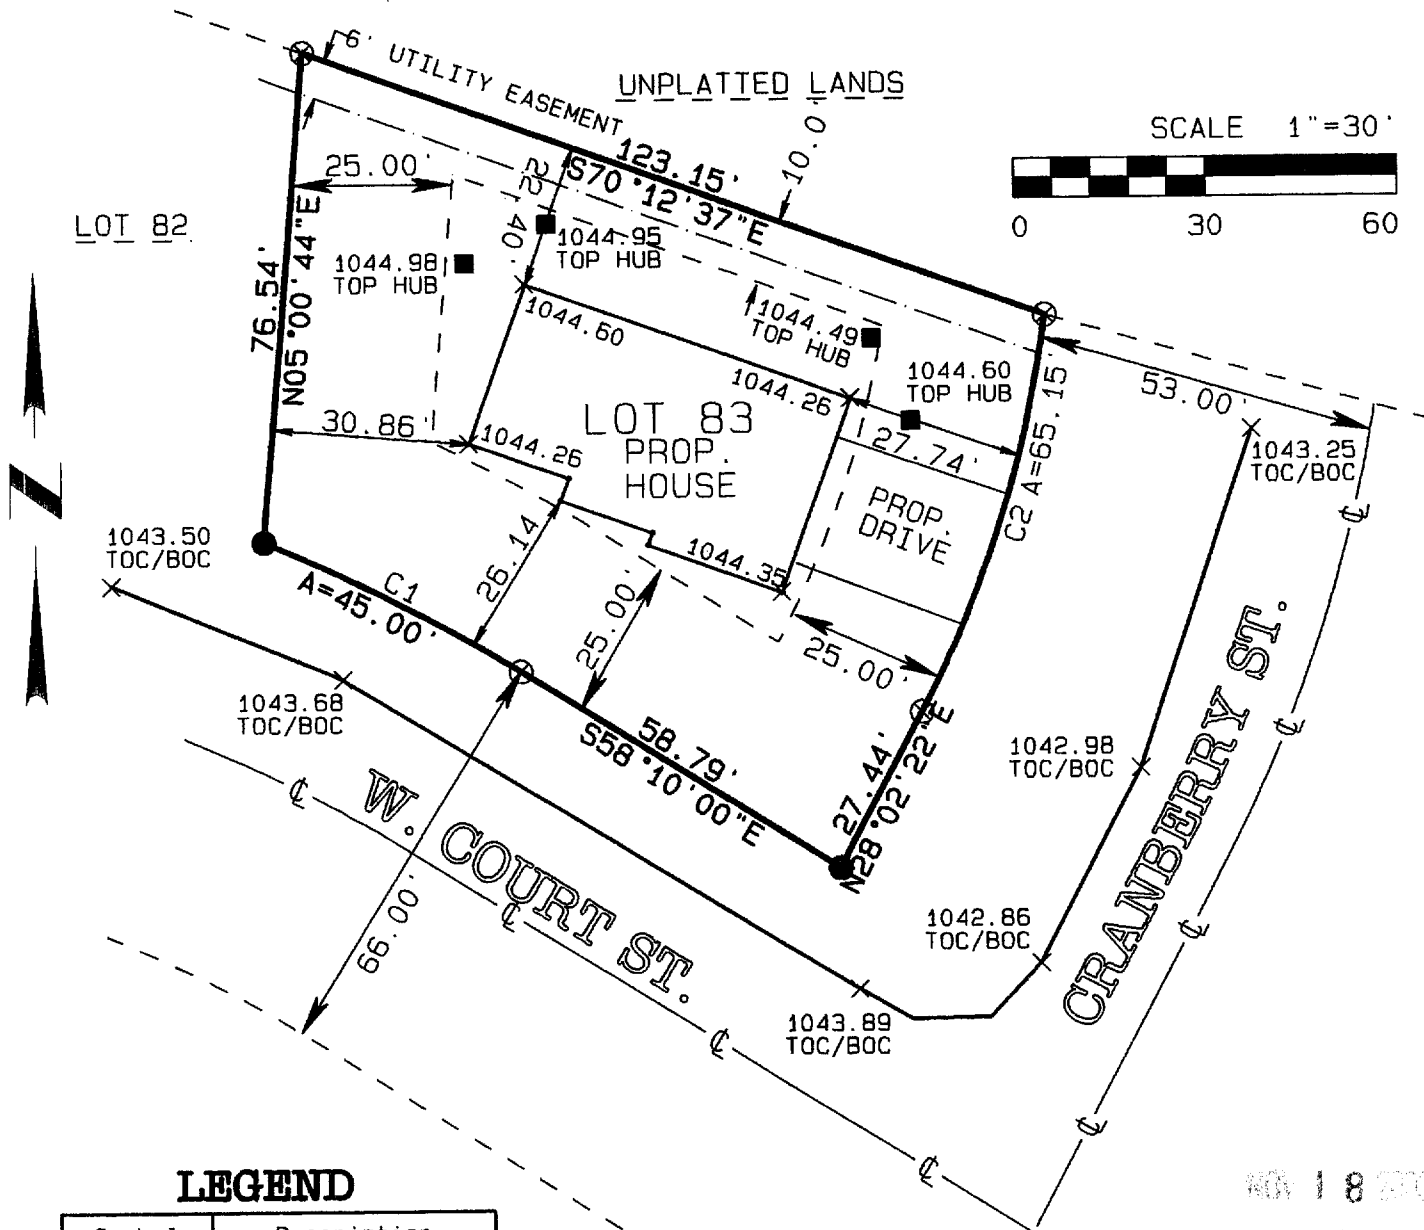 6' UTILITY EASEMENT
UNPLATTED LANDS
SCALE 1"=30'
0 30 60
123.15'
S70°12'37"E
10.0'
25.00'
22.40'
LOT 82
76.54'
N05°00'44"E
1044.98
TOP HUB
1044.95
TOP HUB
1044.49
TOP HUB
1044.60
TOP HUB
1044.60
1044.26
53.00'
C2 A=65.15'
30.86'
1044.26
LOT 83
PROP.
HOUSE
27.74'
PROP.
DRIVE
1043.25
TOC/BOC
1043.50
TOC/BOC
C1
A=45.00'
26.14
1044.35
25.00'
25.00'
1043.68
TOC/BOC
58.79'
S58°10'00"E
27.44'
N28°02'22"E
1042.98
TOC/BOC
CRANBERRY ST.
W. COURT ST.
66.00'
1042.86
TOC/BOC
1043.89
TOC/BOC
N
LEGEND
NOV 18